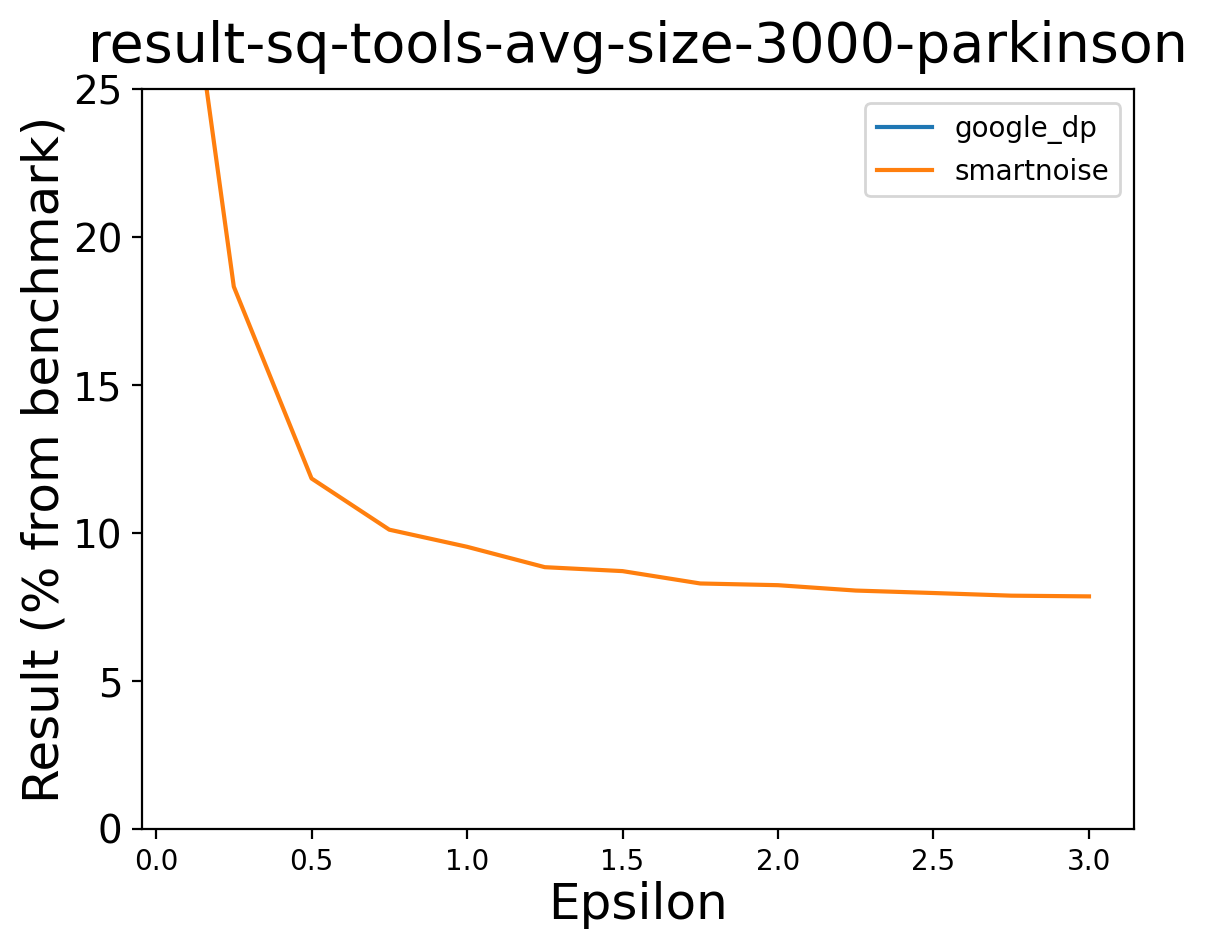 result-sq-tools-avg-size-3000-parkinson
Result (% from benchmark)
25
20
15
10
5
0
google_dp
smartnoise
0.0 0.5 1.0 1.5 2.0 2.5 3.0
Epsilon